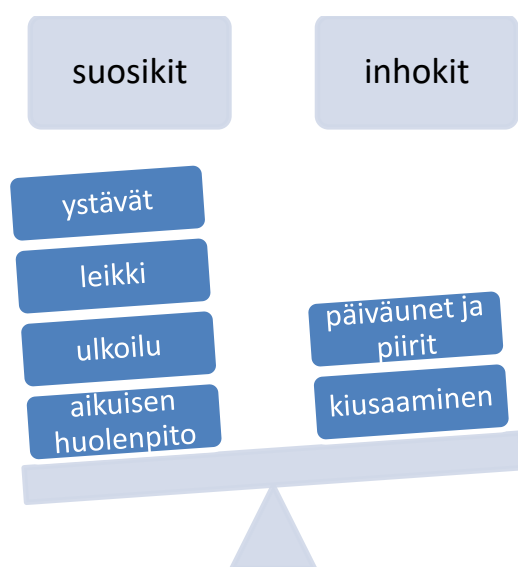 suosikit
inhokit
ystävät
leikki
ulkoilu
aikuisen
huolenpito
päiväunet ja
piirit
kiusaaminen